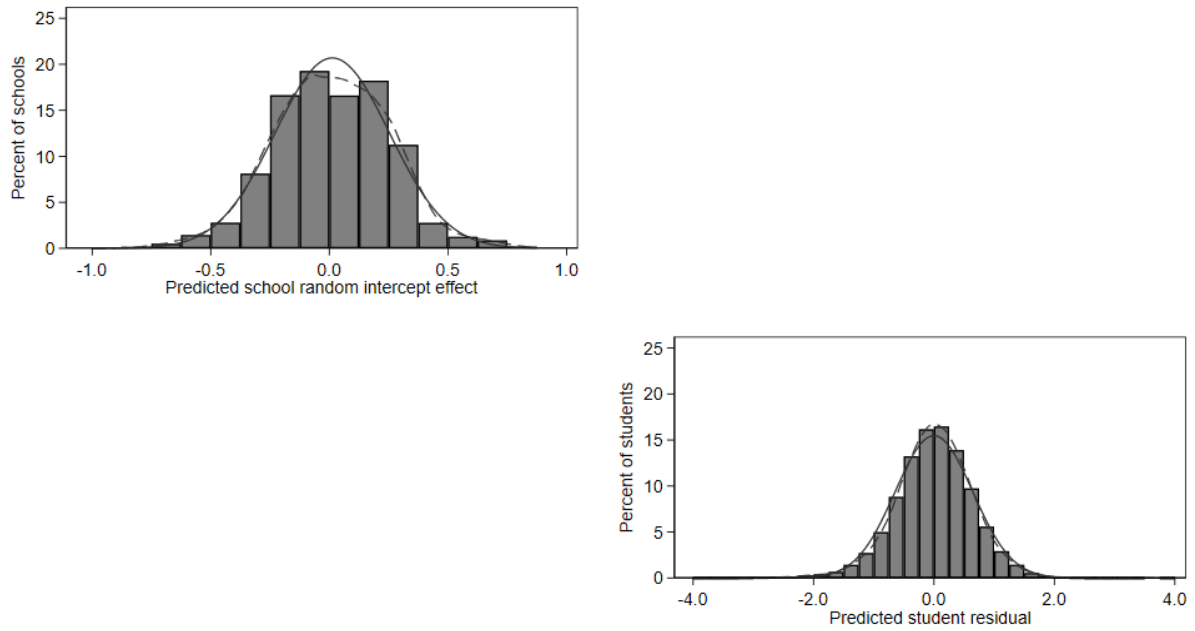 25
20
15
10
5
0
Percent of schools
-1.0 -0.5 0.0 0.5 1.0
Predicted school random intercept effect
25
20
15
10
5
0
Percent of students
-4.0 -2.0 0.0 2.0 4.0
Predicted student residual